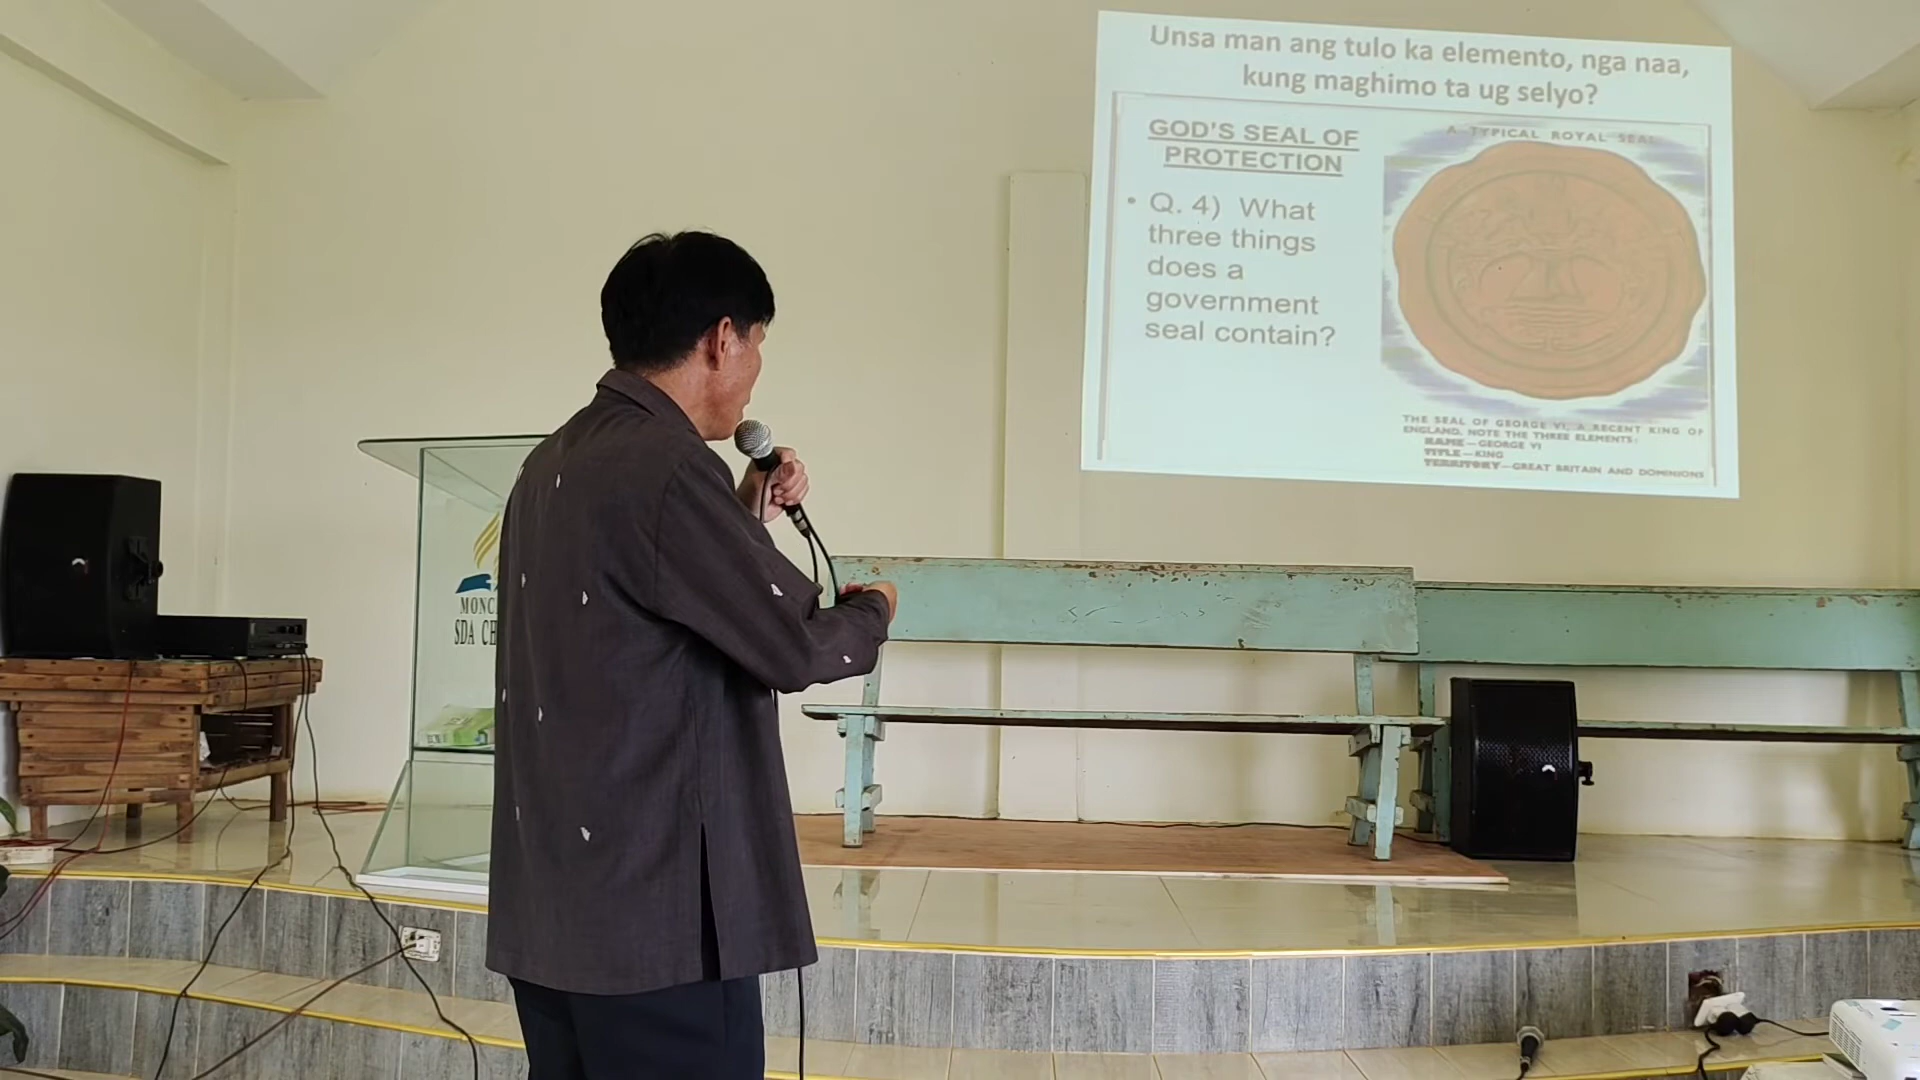 Unsa man ang tulo ka elemento, nga naa,
kung maghimo ta ug selyo?
GOD'S SEAL OF
PROTECTION
• Q. 4) What
three things
does a
government
seal contain?
A TYPICAL ROYAL SEAL
THE SEAL OF GEORGE VI, A RECENT KING OF
ENGLAND. NOTE THE THREE ELEMENTS:
NAME — GEORGE VI
TITLE — KING
TERRITORY — GREAT BRITAIN AND DOMINIONS
SDA